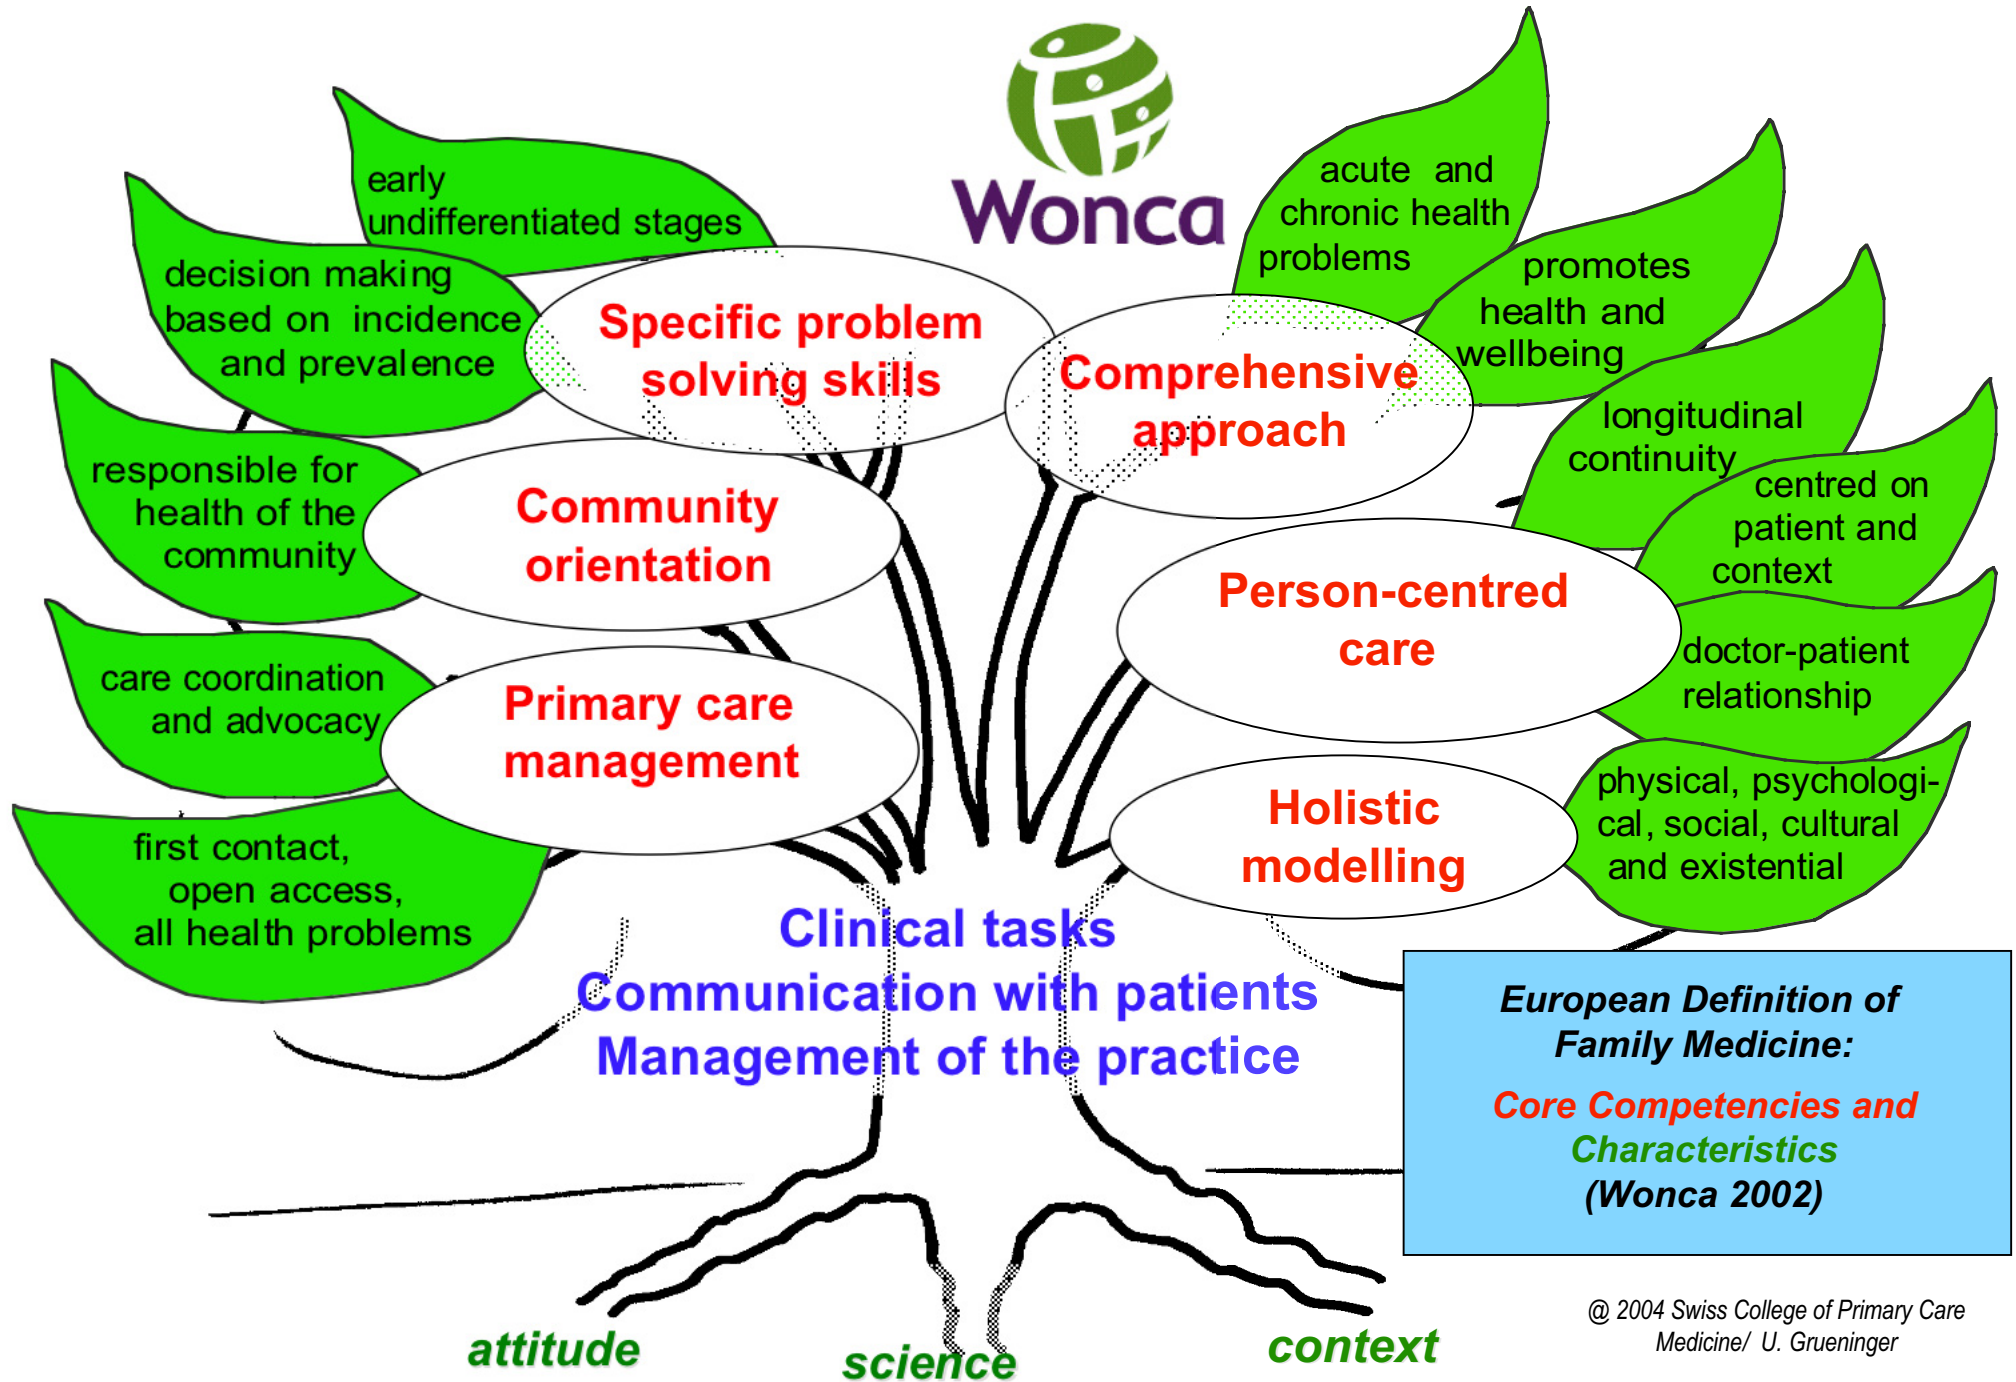 Wonca
early
undifferentiated stages
decision making
based on incidence
and prevalence
responsible for
health of the
community
care coordination
and advocacy
first contact,
open access,
all health problems
Specific problem
solving skills
Community
orientation
Primary care
management
Comprehensive
approach
Person-centred
care
Holistic
modelling
acute and
chronic health
problems
promotes
health and
wellbeing
longitudinal
continuity
centred on
patient and
context
doctor-patient
relationship
physical, psychologi-
cal, social, cultural
and existential
Clinical tasks
Communication with patients
Management of the practice
European Definition of
Family Medicine:
Core Competencies and
Characteristics
(Wonca 2002)
attitude
science
context
@ 2004 Swiss College of Primary Care
Medicine/ U. Grueninger